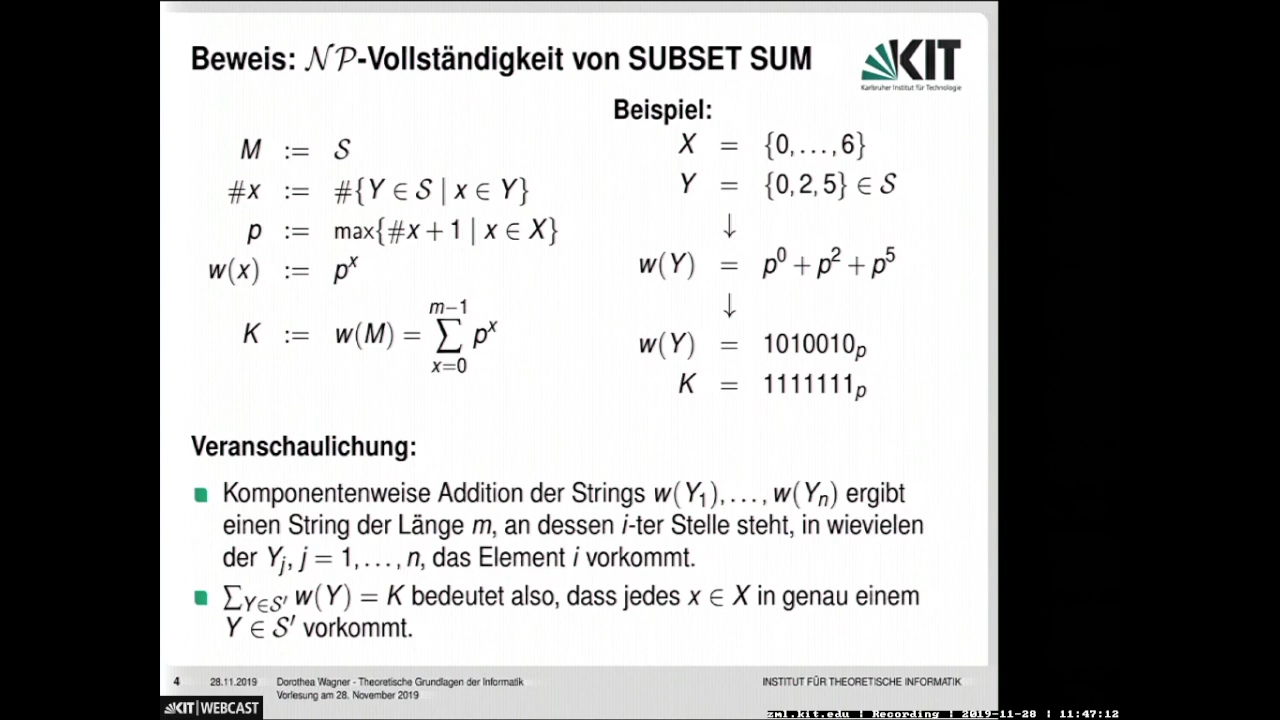 Beweis: NP-Vollständigkeit von SUBSET SUM
KIT
Karlsruher Institut für Technologie
M := S
#x := #{Y ∈ S | x ∈ Y}
p := max{#x + 1 | x ∈ X}
w(x) := p^x
K := w(M) = ∑_{x=0}^{m−1} p^x
Beispiel:
X = {0, . . . , 6}
Y = {0, 2, 5} ∈ S
↓
w(Y) = p^0 + p^2 + p^5
↓
w(Y) = 1010010_p
K = 1111111_p
Veranschaulichung:
Komponentenweise Addition der Strings w(Y_1), . . . , w(Y_n) ergibt
einen String der Länge m, an dessen i-ter Stelle steht, in wievielen
der Y_j, j = 1, . . . , n, das Element i vorkommt.
∑_{Y∈S'} w(Y) = K bedeutet also, dass jedes x ∈ X in genau einem
Y ∈ S' vorkommt.
4 28.11.2019 Dorothea Wagner - Theoretische Grundlagen der Informatik
Vorlesung am 28. November 2019
INSTITUT FÜR THEORETISCHE INFORMATIK
KIT | WEBCAST
zml.kit.edu | Recording | 2019-11-28 | 11:47:12